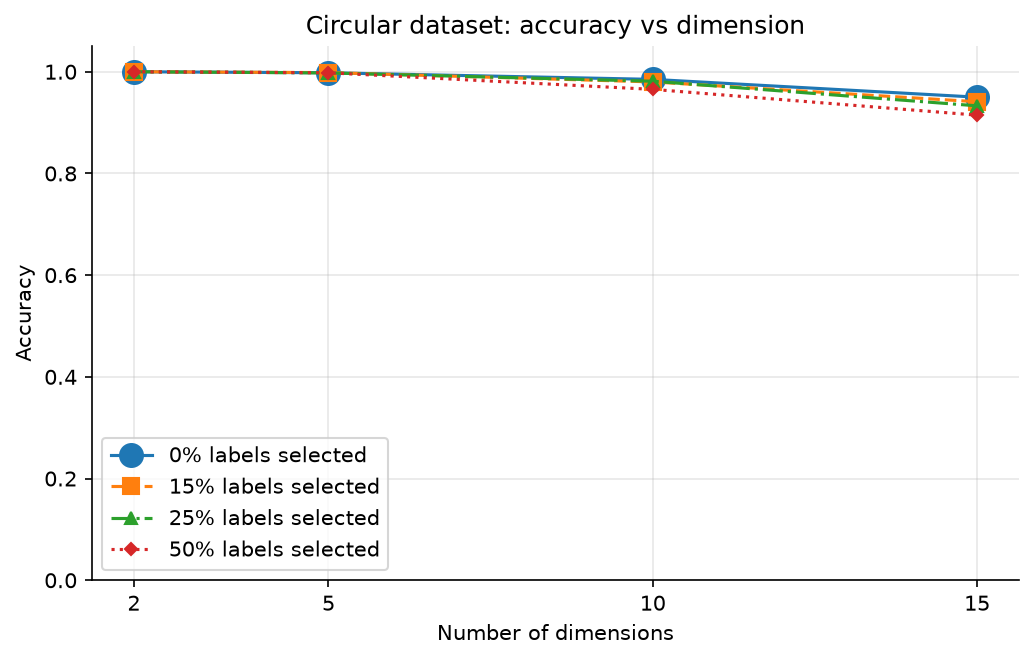 Circular dataset: accuracy vs dimension
1.0
0.8
0.6
0.4
0.2
0.0
Accuracy
0% labels selected
15% labels selected
25% labels selected
50% labels selected
2 5 10 15
Number of dimensions